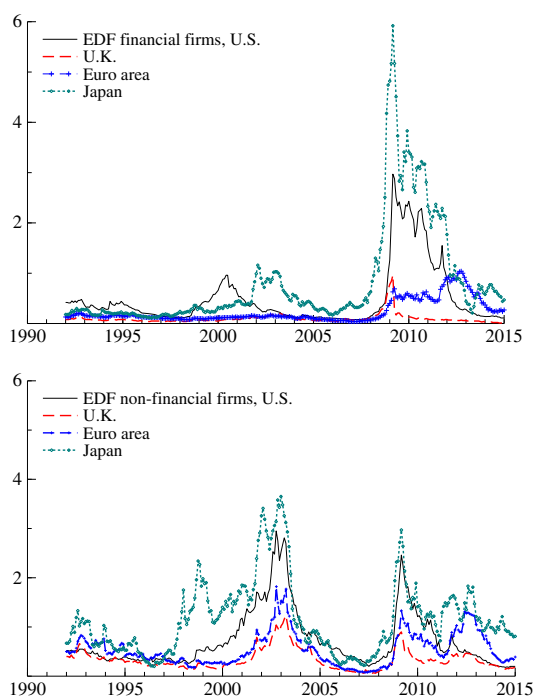 6
EDF financial firms, U.S.
U.K.
Euro area
Japan
4
2
1990 1995 2000 2005 2010 2015
6
EDF non-financial firms, U.S.
U.K.
Euro area
Japan
4
2
1990 1995 2000 2005 2010 2015